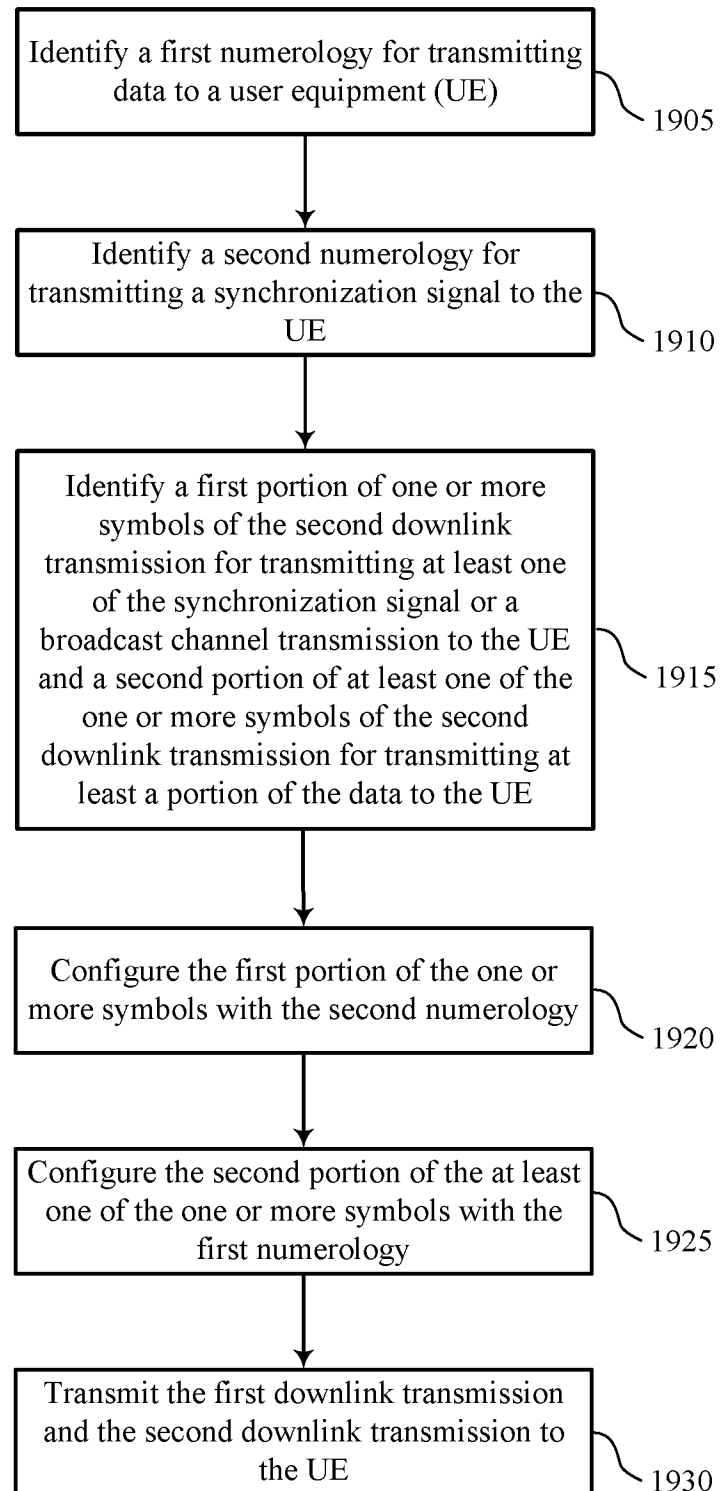 Identify a first numerology for transmitting
data to a user equipment (UE)
1905
Identify a second numerology for
transmitting a synchronization signal to the
UE
1910
Identify a first portion of one or more
symbols of the second downlink
transmission for transmitting at least one
of the synchronization signal or a
broadcast channel transmission to the UE
and a second portion of at least one of the
one or more symbols of the second
downlink transmission for transmitting at
least a portion of the data to the UE
1915
Configure the first portion of the one or
more symbols with the second numerology
1920
Configure the second portion of the at least
one of the one or more symbols with the
first numerology
1925
Transmit the first downlink transmission
and the second downlink transmission to
the UE
1930